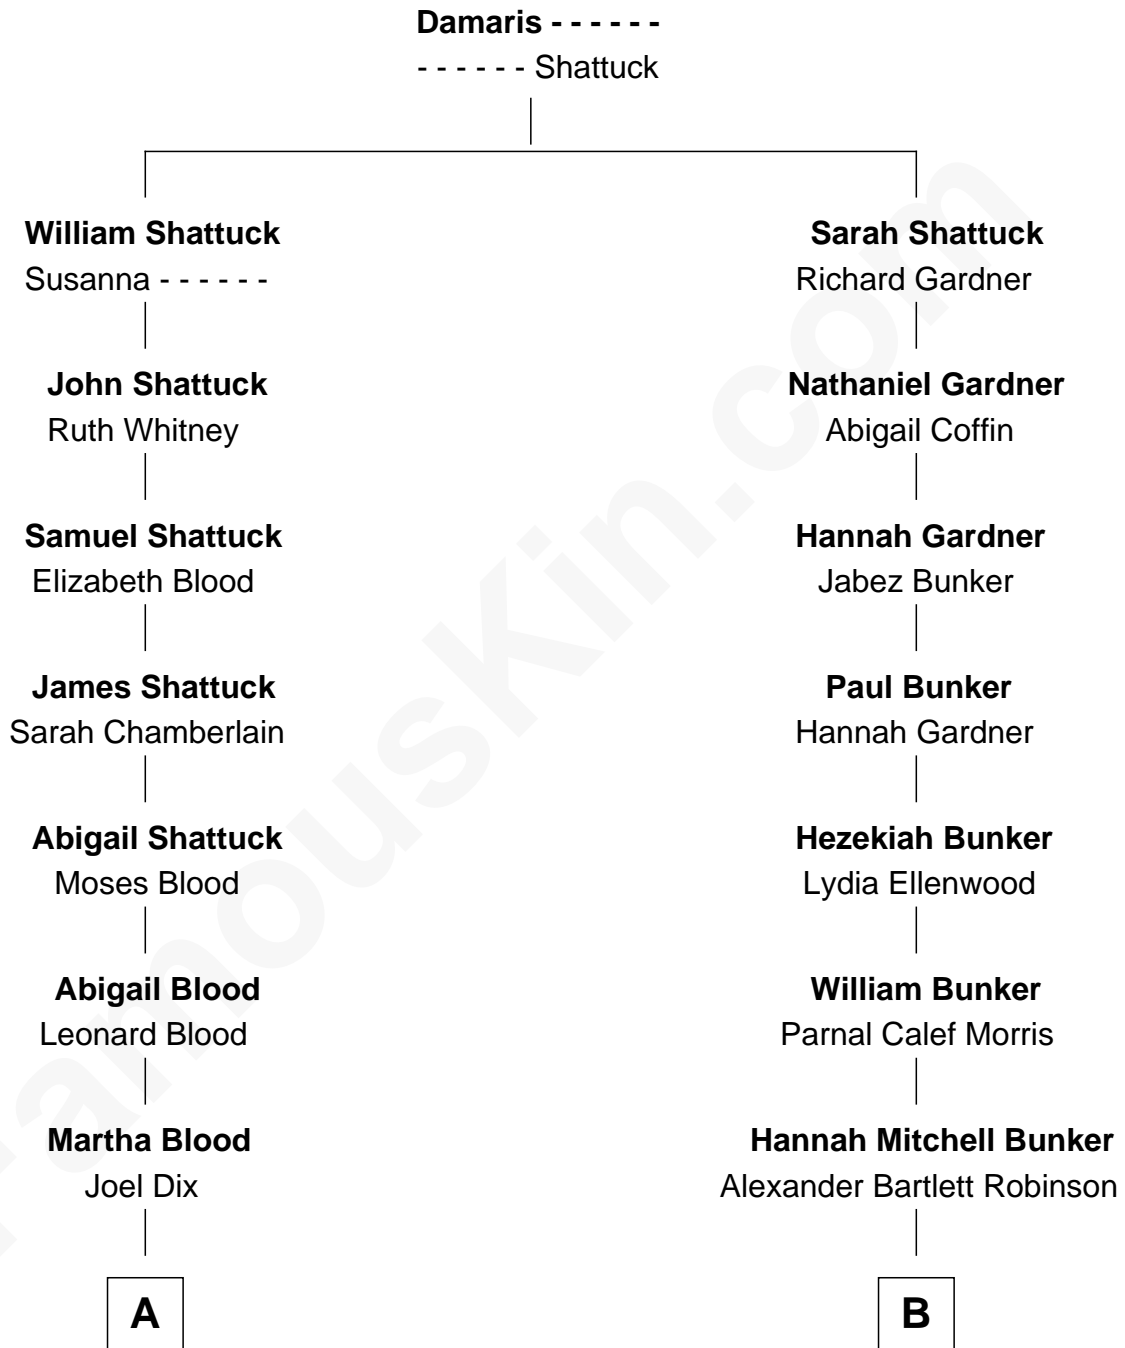 Damaris - - - - - -
- - - - - - Shattuck
William Shattuck
Susanna - - - - - -
John Shattuck
Ruth Whitney
Samuel Shattuck
Elizabeth Blood
James Shattuck
Sarah Chamberlain
Abigail Shattuck
Moses Blood
Abigail Blood
Leonard Blood
Martha Blood
Joel Dix
A
Sarah Shattuck
Richard Gardner
Nathaniel Gardner
Abigail Coffin
Hannah Gardner
Jabez Bunker
Paul Bunker
Hannah Gardner
Hezekiah Bunker
Lydia Ellenwood
William Bunker
Parnal Calef Morris
Hannah Mitchell Bunker
Alexander Bartlett Robinson
B
FamousKin.com